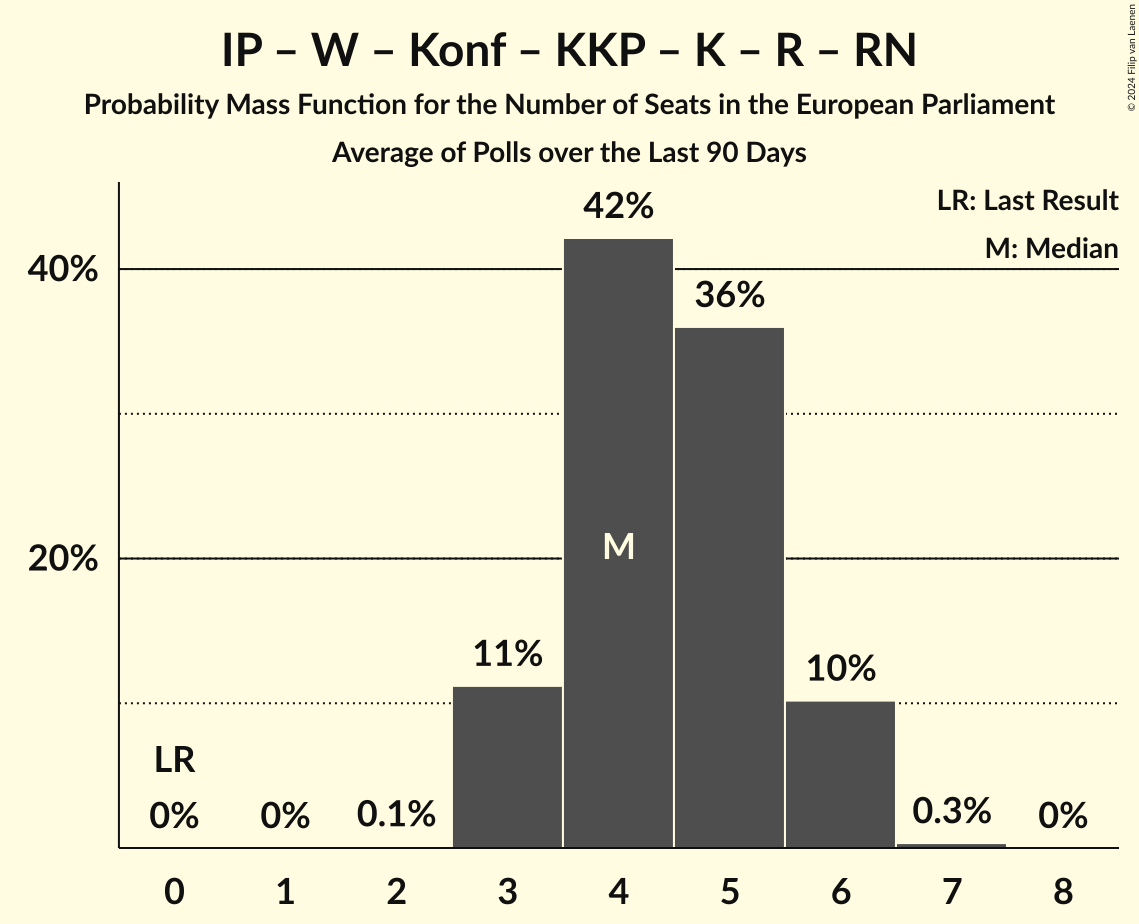 IP – W – Konf – KKP – K – R – RN
Probability Mass Function for the Number of Seats in the European Parliament
Average of Polls over the Last 90 Days
© 2024 Filip van Laenen
LR: Last Result
M: Median
42%
40%
36%
M
20%
11%
10%
LR
0%
0%
0.1%
0.3%
0%
0 1 2 3 4 5 6 7 8